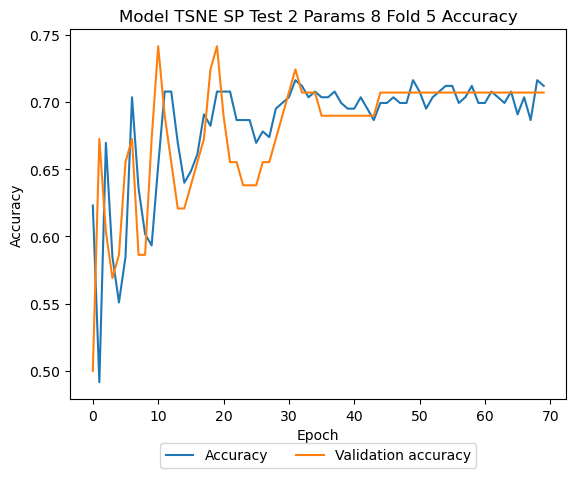 Model TSNE SP Test 2 Params 8 Fold 5 Accuracy
0.75
0.70
0.65
0.60
0.55
0.50
Accuracy
0 10 20 30 40 50 60 70
Epoch
Accuracy Validation accuracy